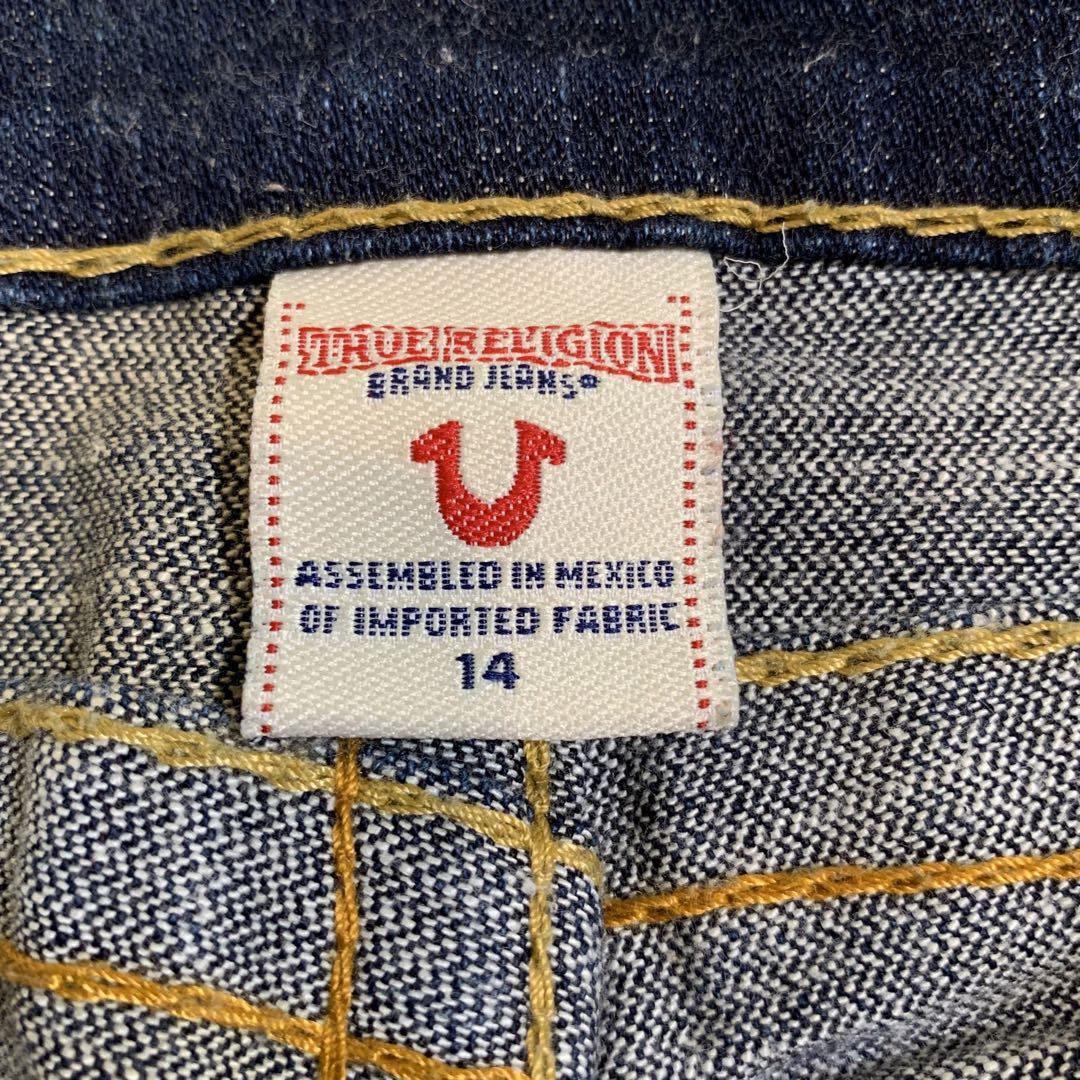 TRUE RELIGION
BRAND JEANS®
ASSEMBLED IN MEXICO
OF IMPORTED FABRIC
14